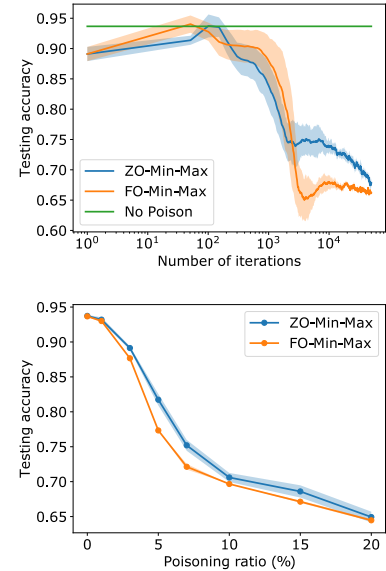 0.95
0.90
0.85
0.80
0.75
0.70
0.65
0.60
Testing accuracy
ZO-Min-Max
FO-Min-Max
No Poison
10^0 10^1 10^2 10^3 10^4
Number of iterations
0.95
0.90
0.85
0.80
0.75
0.70
0.65
Testing accuracy
ZO-Min-Max
FO-Min-Max
0 5 10 15 20
Poisoning ratio (%)